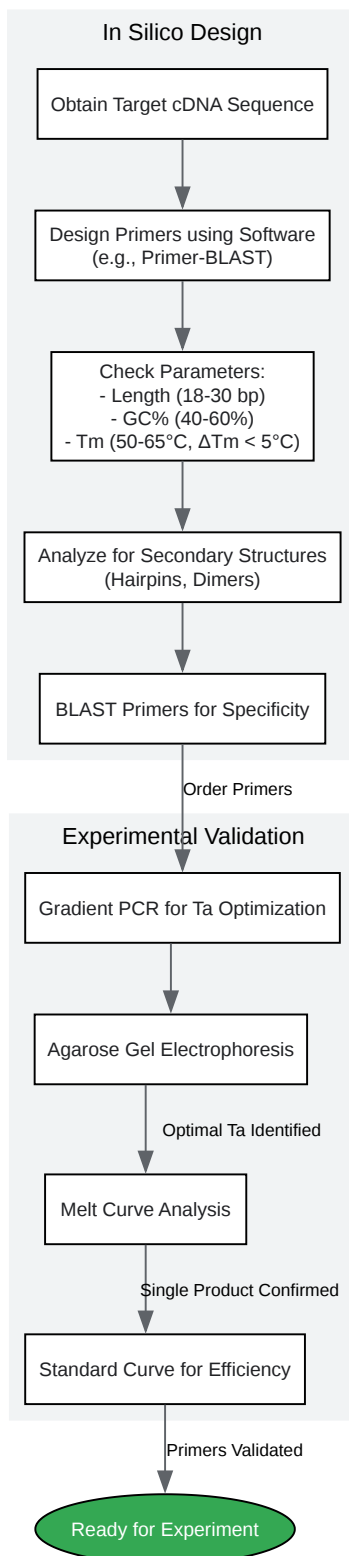 In Silico Design
Obtain Target cDNA Sequence
Design Primers using Software
(e.g., Primer-BLAST)
Check Parameters:
- Length (18-30 bp)
- GC% (40-60%)
- Tm (50-65°C, ΔTm < 5°C)
Analyze for Secondary Structures
(Hairpins, Dimers)
BLAST Primers for Specificity
Order Primers
Experimental Validation
Gradient PCR for Ta Optimization
Agarose Gel Electrophoresis
Optimal Ta Identified
Melt Curve Analysis
Single Product Confirmed
Standard Curve for Efficiency
Primers Validated
Ready for Experiment